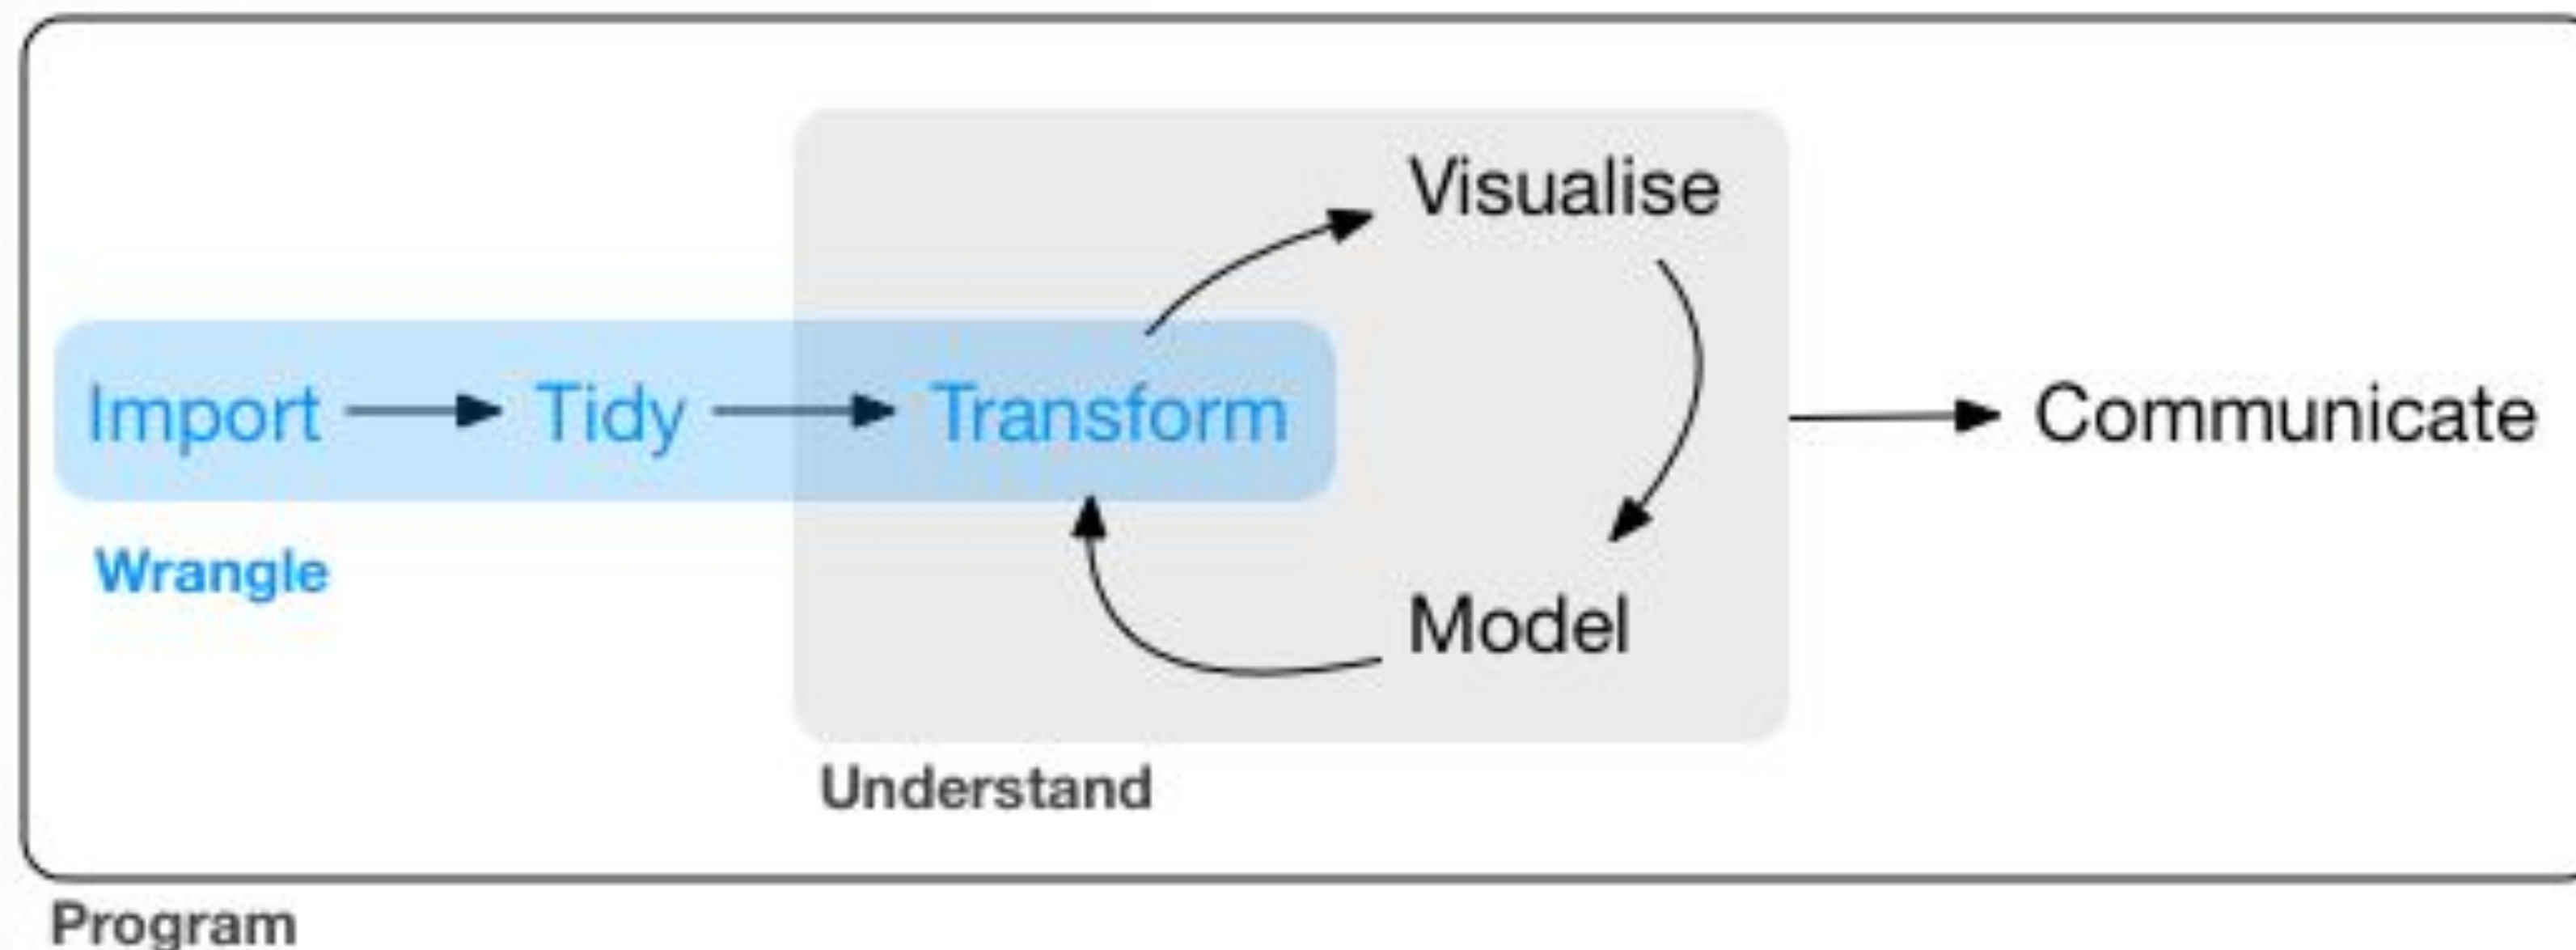 Visualise
Import
Tidy
Transform
Communicate
Wrangle
Model
Understand
Program